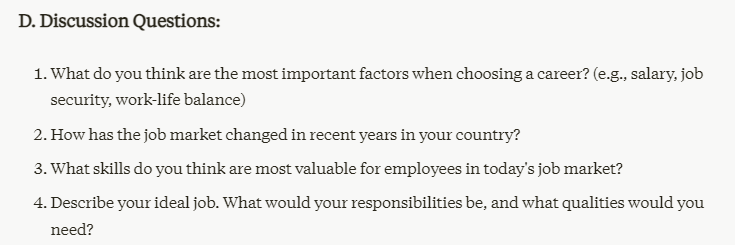 D. Discussion Questions:
1. What do you think are the most important factors when choosing a career? (e.g., salary, job
security, work-life balance)
2. How has the job market changed in recent years in your country?
3. What skills do you think are most valuable for employees in today's job market?
4. Describe your ideal job. What would your responsibilities be, and what qualities would you
need?